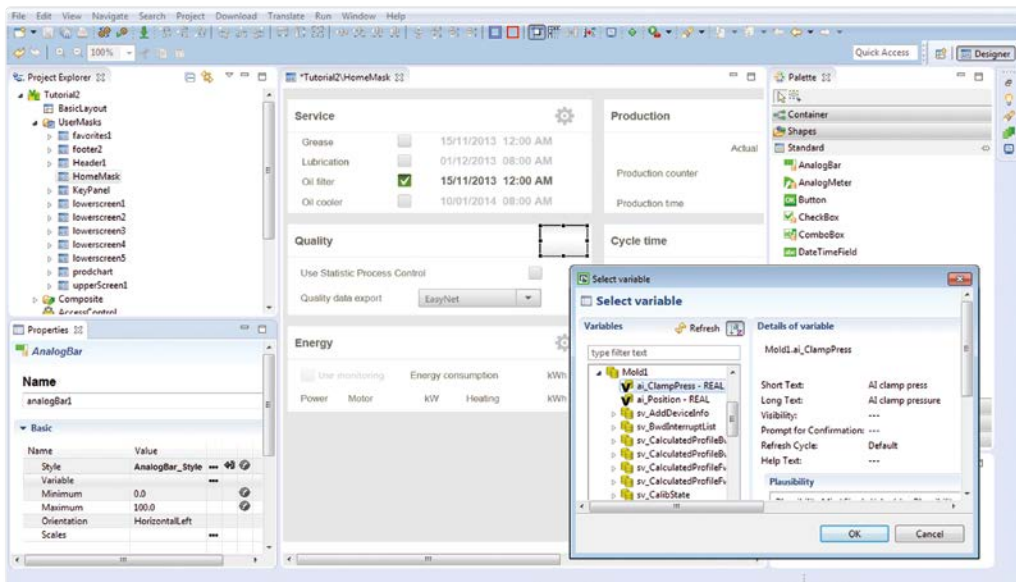 File Edit View Navigate Search Project Download Translate Run Window Help
100%
Quick Access
Designer
Project Explorer
Tutorial2
BasicLayout
UserMasks
favorites1
footer2
Header1
HomeMask
KeyPanel
lowerscreen1
lowerscreen2
lowerscreen3
lowerscreen4
lowerscreen5
prodchart
upperScreen1
Composite
AccessControl
Properties
AnalogBar
Name
analogBar1
Basic
Name Value
Style AnalogBar_Style
Variable
Minimum 0.0
Maximum 100.0
Orientation HorizontalLeft
Scales
*Tutorial2\HomeMask
Service
Grease 15/11/2013 12:00 AM
Lubrication 01/12/2013 08:00 AM
Oil filter 15/11/2013 12:00 AM
Oil cooler 10/01/2014 08:00 AM
Quality
Use Statistic Process Control
Quality data export EasyNet
Energy
Use monitoring Energy consumption kWh
Power Motor kW Heating kWh
Production
Actual
Production counter
Production time
Cycle time
Palette
Container
Shapes
Standard
AnalogBar
AnalogMeter
Button
CheckBox
ComboBox
DateTimeField
Select variable
Select variable
Variables Refresh
type filter text
Mold1
ai_ClampPress - REAL
ai_Position - REAL
sv_AddDeviceInfo
sv_BwdInterruptList
sv_CalculatedProfileB
sv_CalculatedProfileB
sv_CalculatedProfileF
sv_CalculatedProfileF
sv_CalibState
Details of variable
Mold1.ai_ClampPress
Short Text: AI clamp press
Long Text: AI clamp pressure
Visibility: ---
Prompt for Confirmation: ---
Refresh Cycle: Default
Help Text: ---
Plausibility
OK Cancel